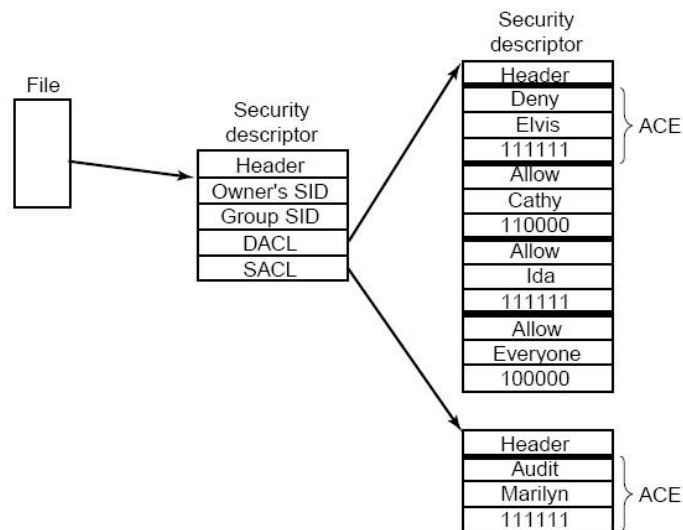 File
Security
descriptor
Header
Owner's SID
Group SID
DACL
SACL
Security
descriptor
Header
Deny
Elvis
111111
ACE
Allow
Cathy
110000
Allow
Ida
111111
Allow
Everyone
100000
Header
Audit
Marilyn
111111
ACE